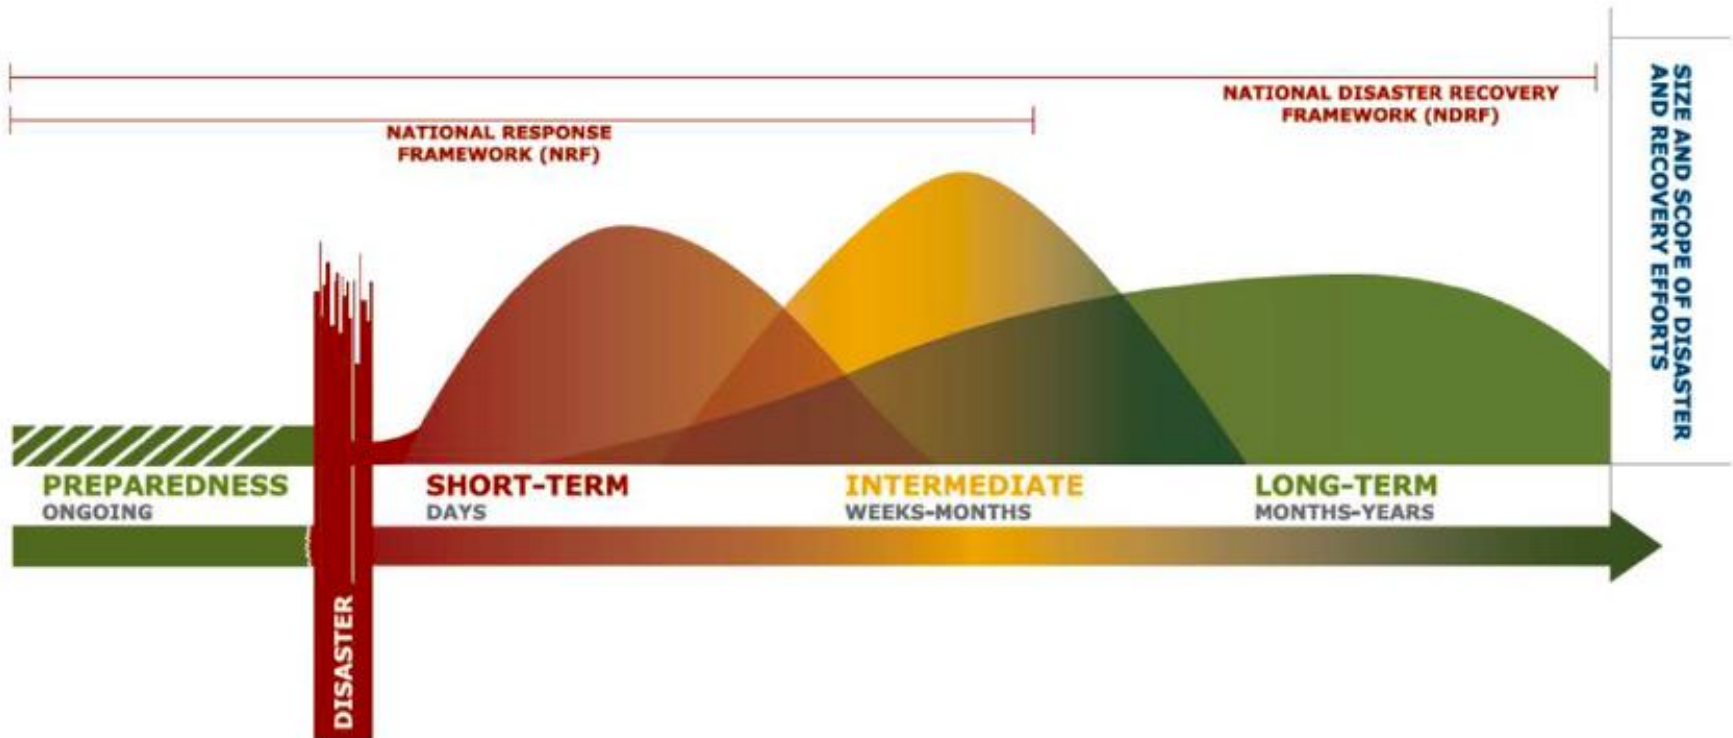 NATIONAL DISASTER RECOVERY
FRAMEWORK (NDRF)
NATIONAL RESPONSE
FRAMEWORK (NRF)
SIZE AND SCOPE OF DISASTER
AND RECOVERY EFFORTS
PREPAREDNESS
ONGOING
SHORT-TERM
DAYS
INTERMEDIATE
WEEKS-MONTHS
LONG-TERM
MONTHS-YEARS
DISASTER